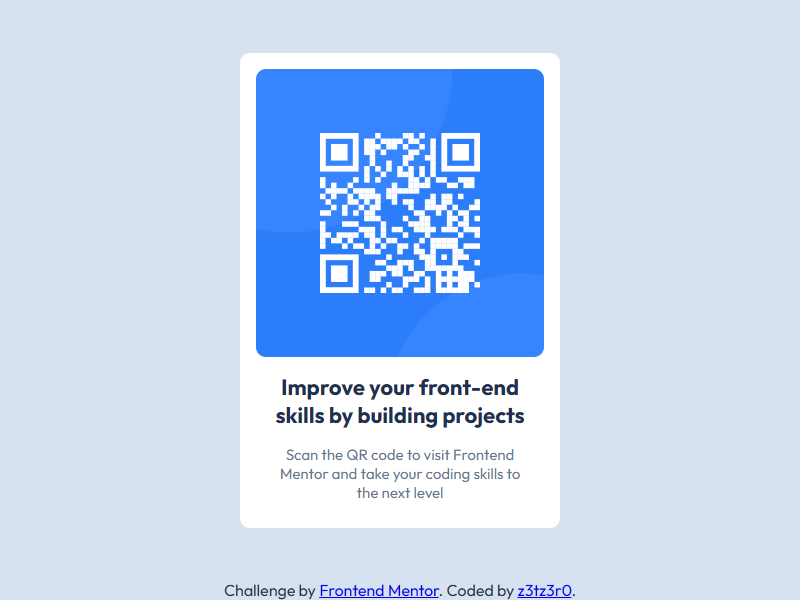 Improve your front-end
skills by building projects
Scan the QR code to visit Frontend
Mentor and take your coding skills to
the next level
Challenge by Frontend Mentor. Coded by z3tz3r0.